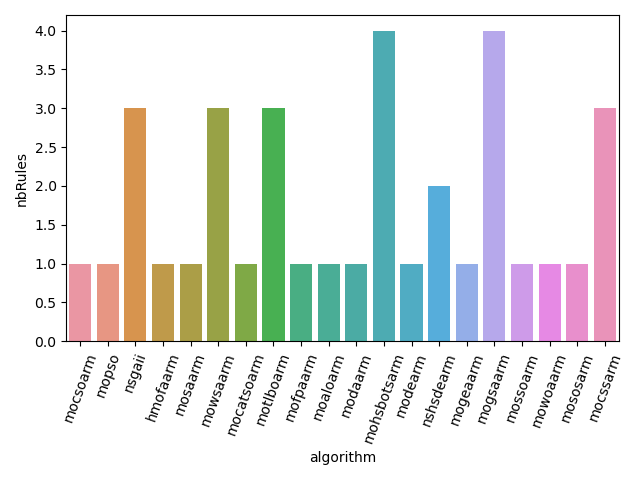 4.0
3.5
3.0
2.5
2.0
1.5
1.0
0.5
0.0
nbRules
mocsoarm
mopso
nsgaii
hmofaarm
mosaarm
mowsaarm
mocatsoarm
motlboarm
mofpaarm
moaloarm
modaarm
mohsbotsarm
modearm
nshsdearm
mogeaarm
mogsaarm
mossoarm
mowoaarm
mososarm
mocssarm
algorithm